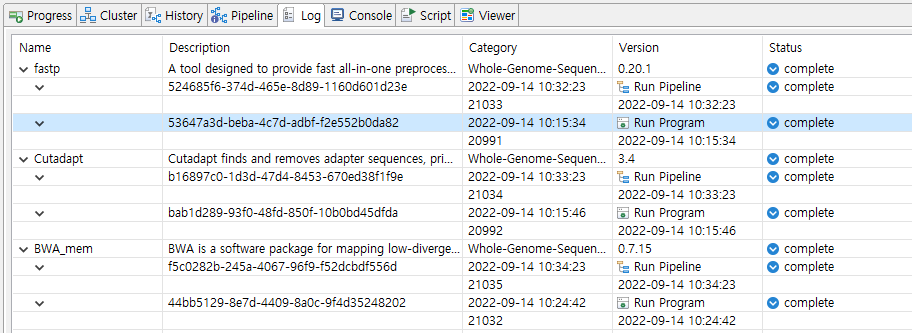 Progress Cluster History Pipeline Log Console Script Viewer
Name Description Category Version Status
fastp A tool designed to provide fast all-in-one preproces... Whole-Genome-Sequen... 0.20.1 complete
524685f6-374d-465e-8d89-1160d601d23e 2022-09-14 10:32:23 Run Pipeline complete
21033 2022-09-14 10:32:23
53647a3d-beba-4c7d-adbf-f2e552b0da82 2022-09-14 10:15:34 Run Program complete
20991 2022-09-14 10:15:34
Cutadapt Cutadapt finds and removes adapter sequences, pri... Whole-Genome-Sequen... 3.4 complete
b16897c0-1d3d-47d4-8453-670ed38f1f9e 2022-09-14 10:33:23 Run Pipeline complete
21034 2022-09-14 10:33:23
bab1d289-93f0-48fd-850f-10b0bd45dfda 2022-09-14 10:15:46 Run Program complete
20992 2022-09-14 10:15:46
BWA_mem BWA is a software package for mapping low-diverge... Whole-Genome-Sequen... 0.7.15 complete
f5c0282b-245a-4067-96f9-f52dcbdf556d 2022-09-14 10:34:23 Run Pipeline complete
21035 2022-09-14 10:34:23
44bb5129-8e7d-4409-8a0c-9f4d35248202 2022-09-14 10:24:42 Run Program complete
21032 2022-09-14 10:24:42